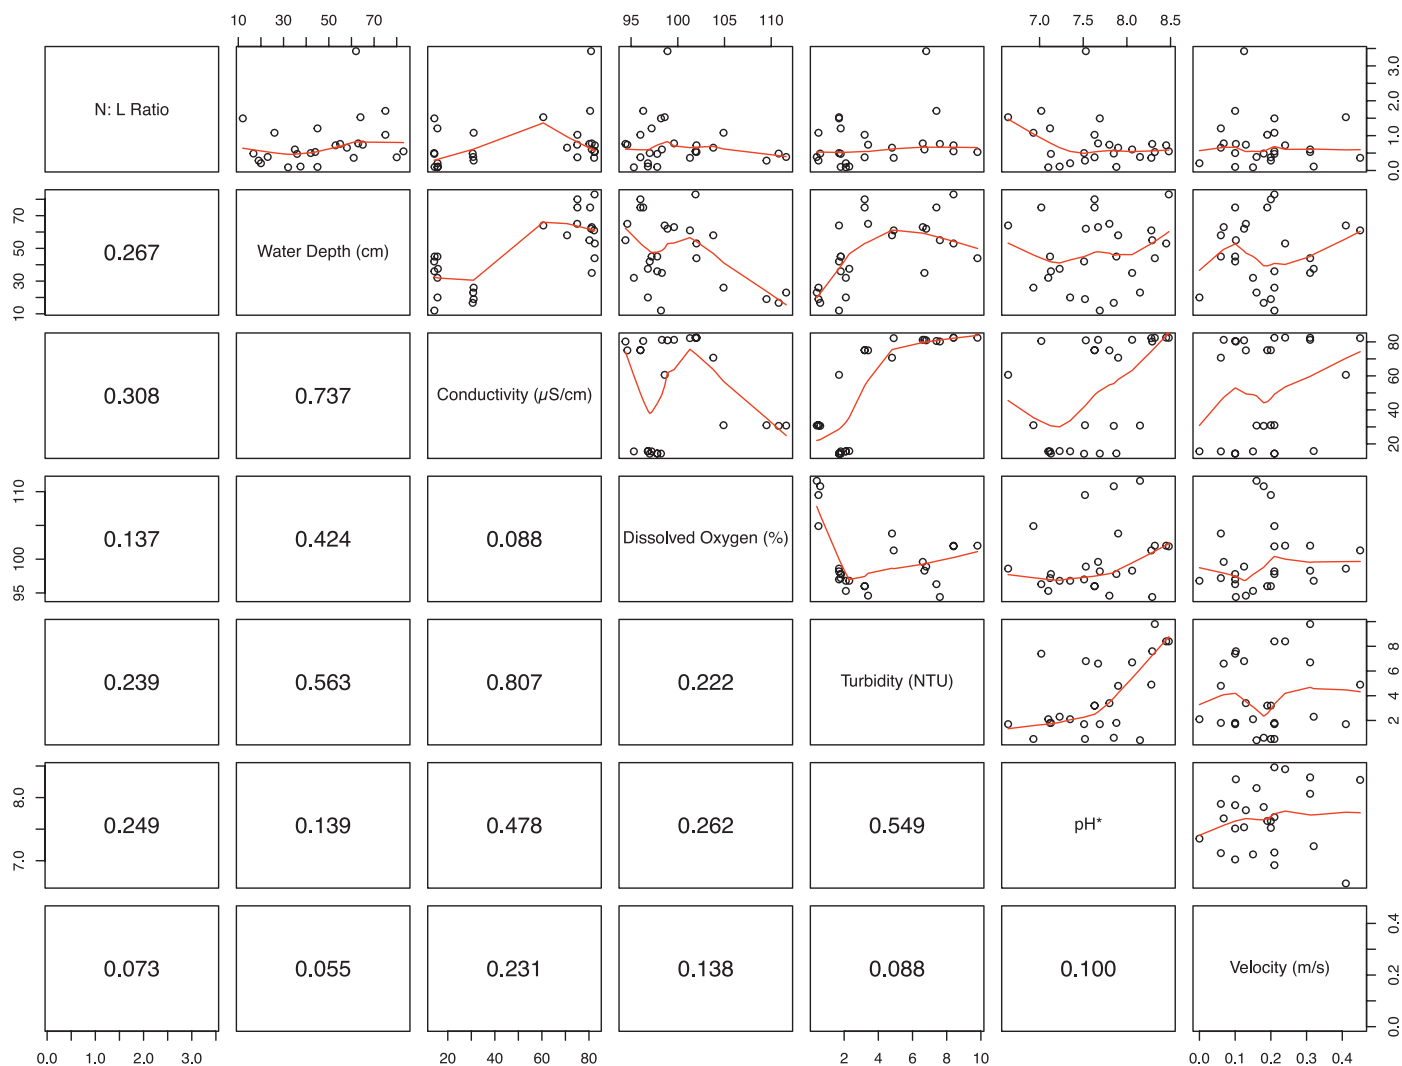 10 30 50 70 95 100 105 110 7.0 7.5 8.0 8.5
N: L Ratio
0.0 1.0 2.0 3.0
0.267 Water Depth (cm)
10 30 50 70
0.308 0.737 Conductivity (µS/cm)
20 40 60 80
0.137 0.424 0.088 Dissolved Oxygen (%)
95 100 110
0.239 0.563 0.807 0.222 Turbidity (NTU)
2 4 6 8
0.249 0.139 0.478 0.262 0.549 pH*
7.0 8.0
0.073 0.055 0.231 0.138 0.088 0.100 Velocity (m/s)
0.0 0.2 0.4
0.0 1.0 2.0 3.0 20 40 60 80 2 4 6 8 10 0.0 0.1 0.2 0.3 0.4